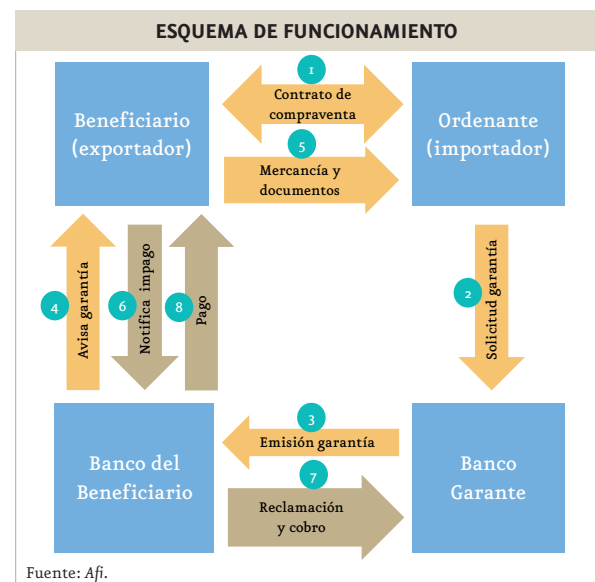 ESQUEMA DE FUNCIONAMIENTO
1
Contrato de
compraventa
Beneficiario
(exportador)
Ordenante
(importador)
5
Mercancía y
documentos
4
Avisa garantía
6
Notifica impago
8
Pago
2
Solicitud garantía
3
Emisión garantía
Banco del
Beneficiario
Banco
Garante
7
Reclamación
y cobro
Fuente: Afi.